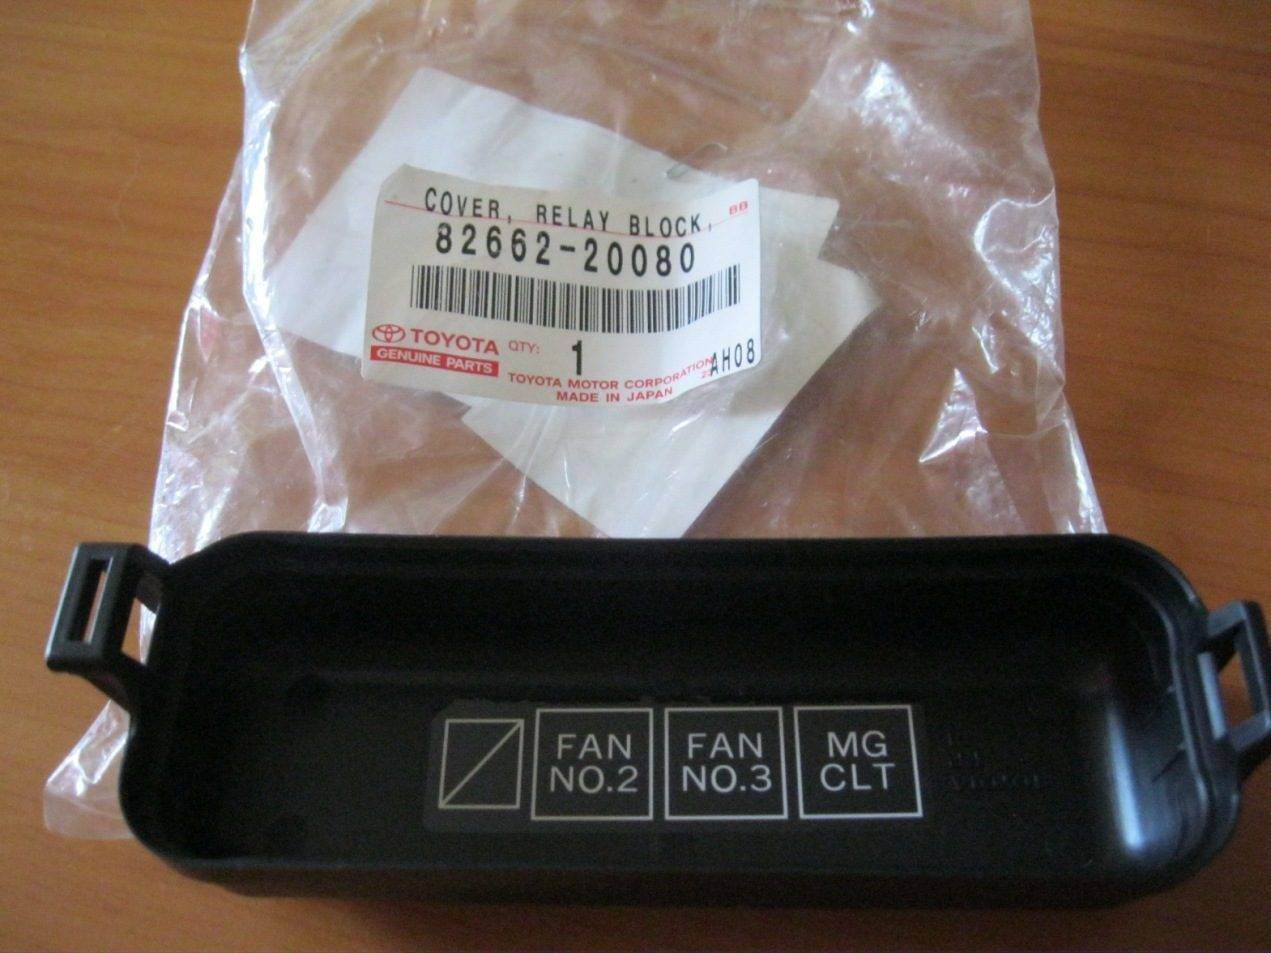 COVER, RELAY BLOCK, BB
82662-20080
TOYOTA
GENUINE PARTS
QTY: 1
AH08
TOYOTA MOTOR CORPORATION
MADE IN JAPAN
FAN NO.2
FAN NO.3
MG CLT